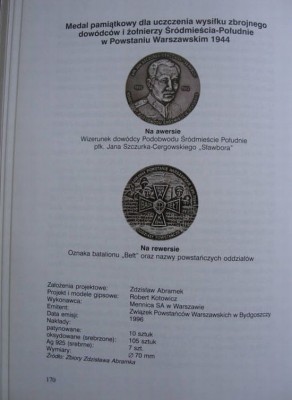 Medal pamiątkowy dla uczczenia wysiłku zbrojnego
dowódców i żołnierzy Śródmieścia-Południe
w Powstaniu Warszawskim 1944
Na awersie
Wizerunek dowódcy Podobwodu Śródmieście Południe
płk. Jana Szczurka-Cergowskiego „Sławbora"
Na rewersie
Oznaka batalionu „Bełt" oraz nazwy powstańczych oddziałów
Założenia projektowe: Zdzisław Abramek
Projekt i modele gipsowe: Robert Kotowicz
Wykonawca: Mennica SA w Warszawie
Emitent: Związek Powstańców Warszawskich w Bydgoszczy
Data emisji: 1996
Nakłady:
patynowane: 10 sztuk
oksydowane (srebrzone): 105 sztuk
Ag 925 (srebrne): 7 szt.
Wymiary: ∅ 70 mm
Źródło: Zbiory Zdzisława Abramka
170